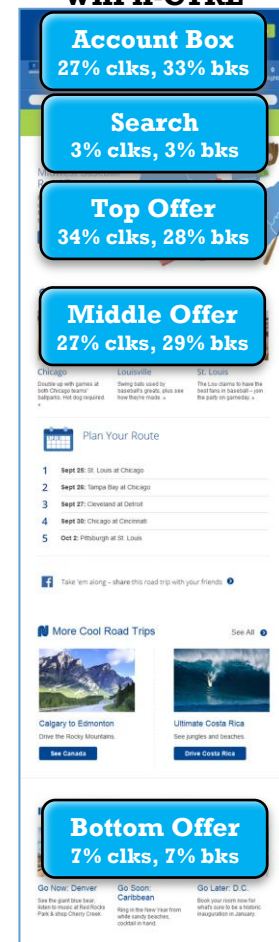 Account Box
27% clks, 33% bks
Search
3% clks, 3% bks
Top Offer
34% clks, 28% bks
Middle Offer
27% clks, 29% bks
Chicago
Double up with games at
both Chicago teams'
ballparks. Hot dog required.
»
Louisville
Swing bats used by
baseball's greats, plus see
how they're made. »
St. Louis
The Lou claims to have the
best fans in baseball – join
the party on gameday. »
Plan Your Route
1 Sept 25: St. Louis at Chicago
2 Sept 26: Tampa Bay at Chicago
3 Sept 27: Cleveland at Detroit
4 Sept 30: Chicago at Cincinnati
5 Oct 2: Pittsburgh at St. Louis
Take 'em along – share this road trip with your friends
More Cool Road Trips
See All
Calgary to Edmonton
Drive the Rocky Mountains.
See Canada
Ultimate Costa Rica
See jungles and beaches.
Drive Costa Rica
Bottom Offer
7% clks, 7% bks
Go Now: Denver
See the giant blue bear,
listen to music at Red Rocks
Park & shop Cherry Creek.
Go Soon:
Caribbean
Ring in the New Year from
white sandy beaches,
cocktail in hand.
Go Later: D.C.
Book your room now for
what's sure to be a historic
inauguration in January.